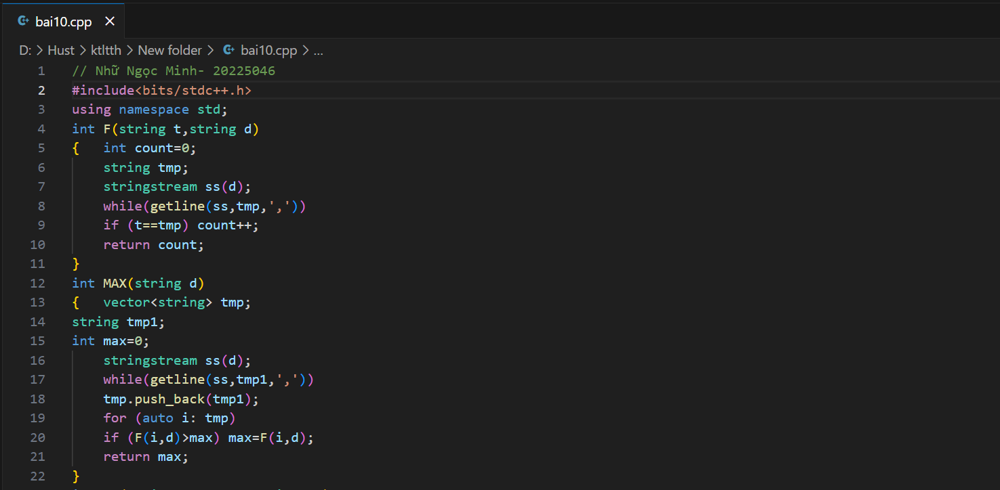 bai10.cpp
D: > Hust > ktltth > New folder > bai10.cpp > ...
1 // Nhữ Ngọc Minh- 20225046
2 #include<bits/stdc++.h>
3 using namespace std;
4 int F(string t,string d)
5 {   int count=0;
6     string tmp;
7     stringstream ss(d);
8     while(getline(ss,tmp,','))
9     if (t==tmp) count++;
10     return count;
11 }
12 int MAX(string d)
13 {   vector<string> tmp;
14 string tmp1;
15 int max=0;
16     stringstream ss(d);
17     while(getline(ss,tmp1,','))
18     tmp.push_back(tmp1);
19     for (auto i: tmp)
20     if (F(i,d)>max) max=F(i,d);
21     return max;
22 }